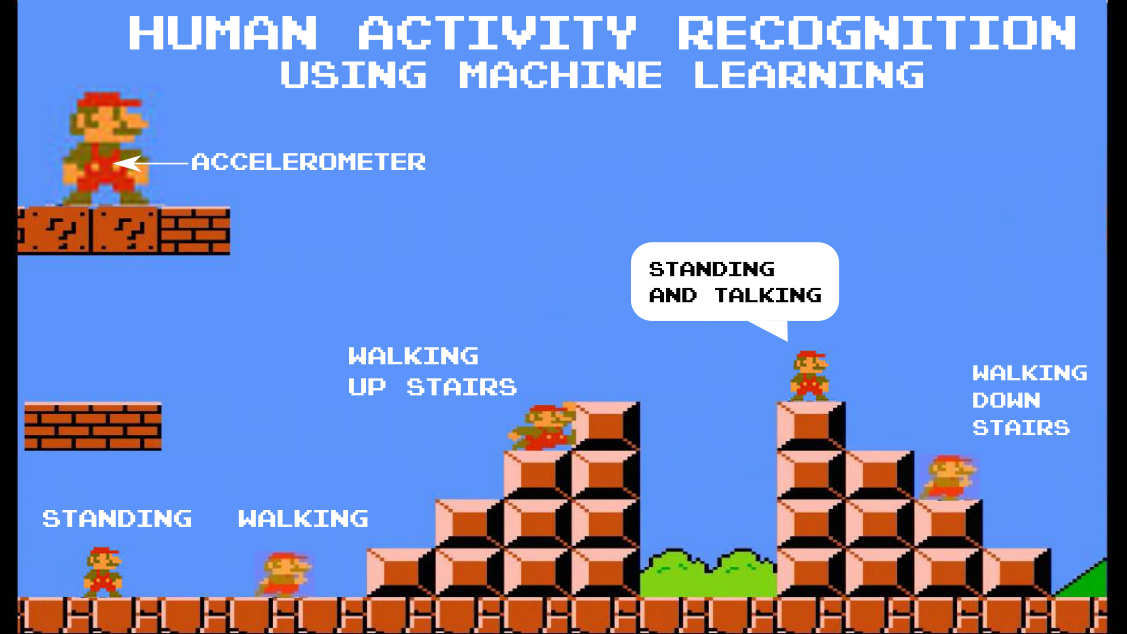 HUMAN ACTIVITY RECOGNITION
USING MACHINE LEARNING
ACCELEROMETER
? ?
STANDING
AND TALKING
WALKING
UP STAIRS
WALKING
DOWN
STAIRS
STANDING
WALKING